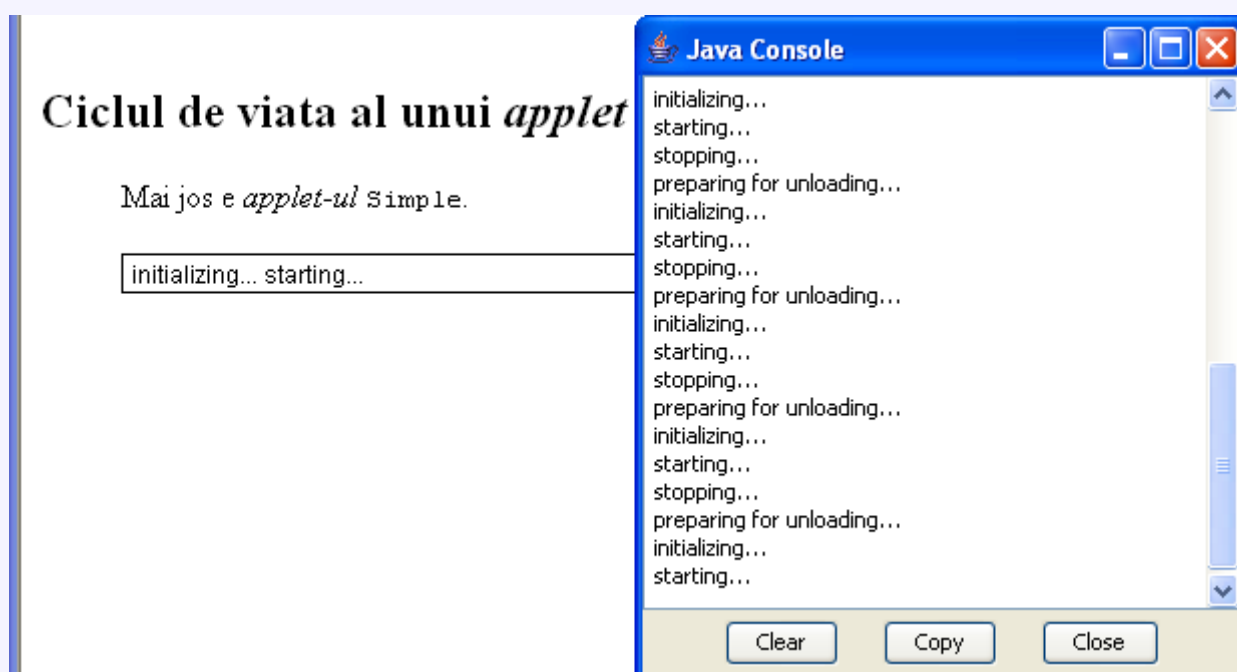 Ciclul de viata al unui applet
Mai jos e applet-ul Simple.
initializing... starting...
Java Console
initializing...
starting...
stopping...
preparing for unloading...
initializing...
starting...
stopping...
preparing for unloading...
initializing...
starting...
stopping...
preparing for unloading...
initializing...
starting...
stopping...
preparing for unloading...
initializing...
starting...
Clear Copy Close